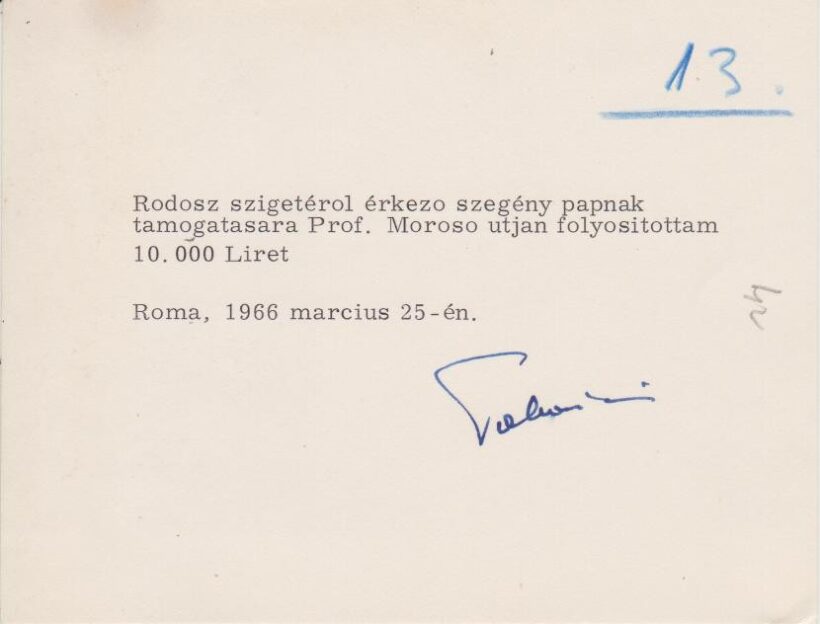 13.
Rodosz szigetérol érkezo szegény papnak
tamogatasara Prof. Moroso utjan folyositottam
10.000 Liret
Roma, 1966 marcius 25-én.